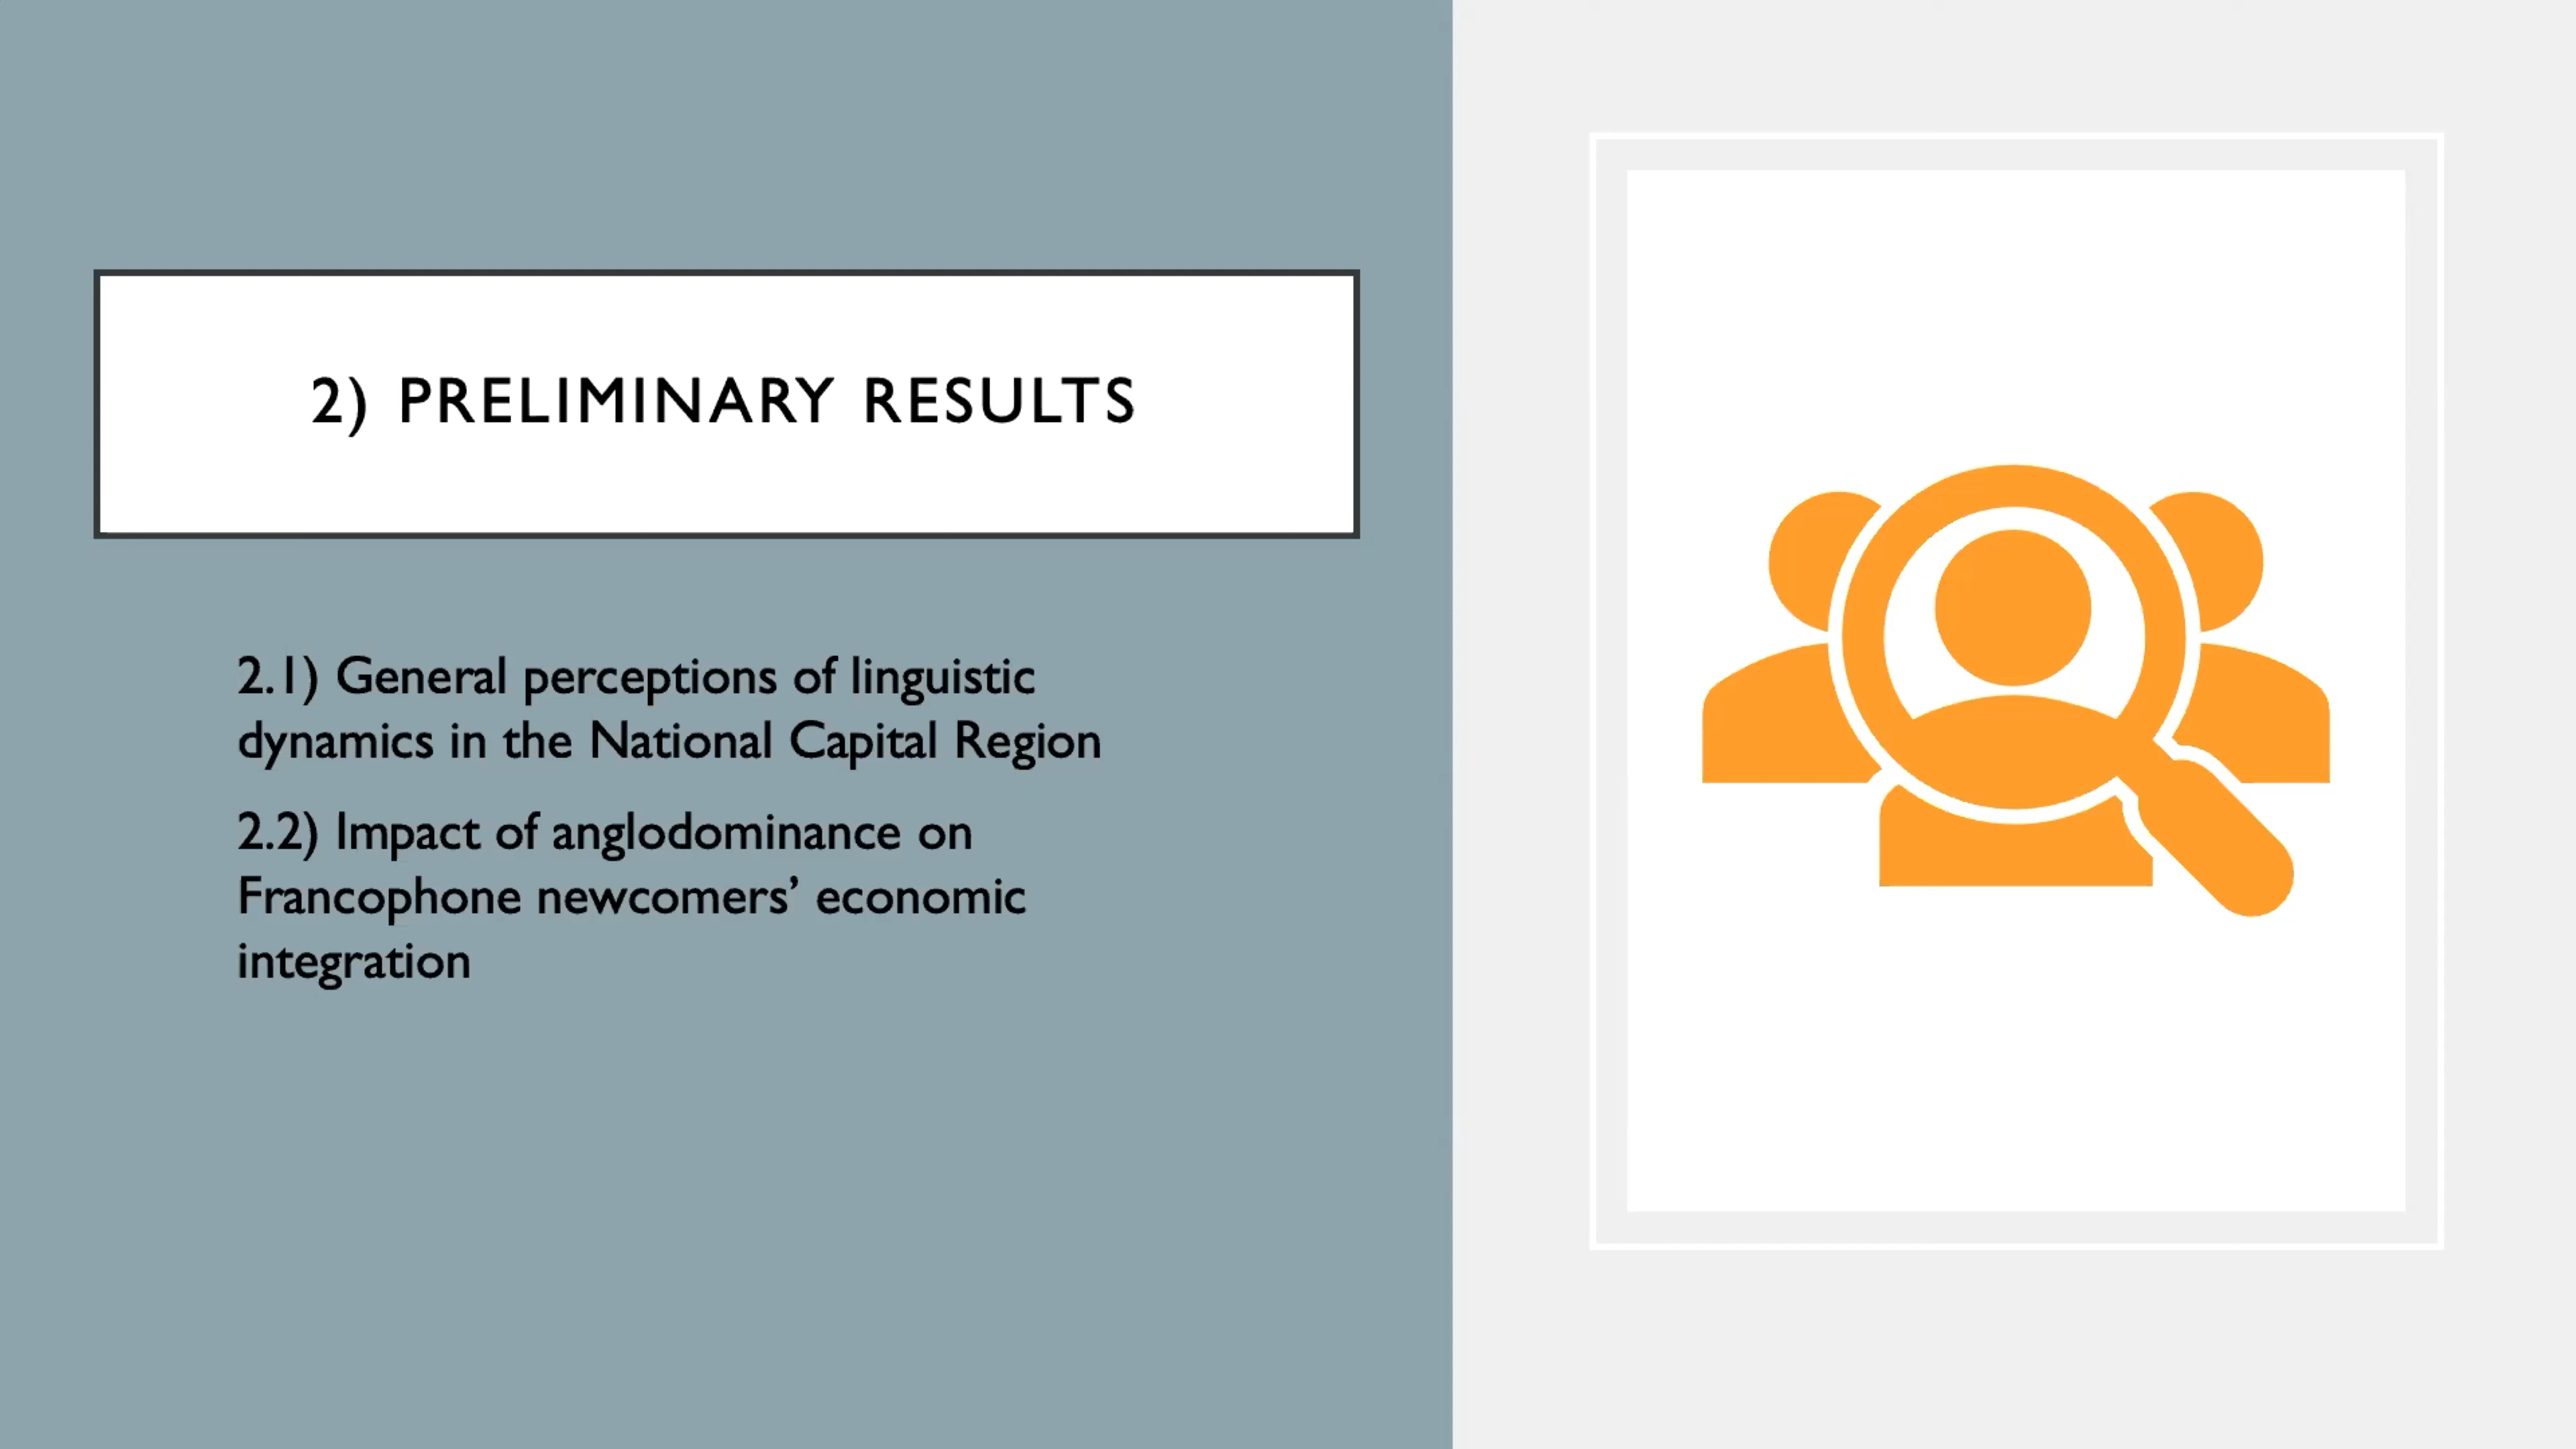 2) PRELIMINARY RESULTS
2.1) General perceptions of linguistic
dynamics in the National Capital Region
2.2) Impact of anglodominance on
Francophone newcomers’ economic
integration